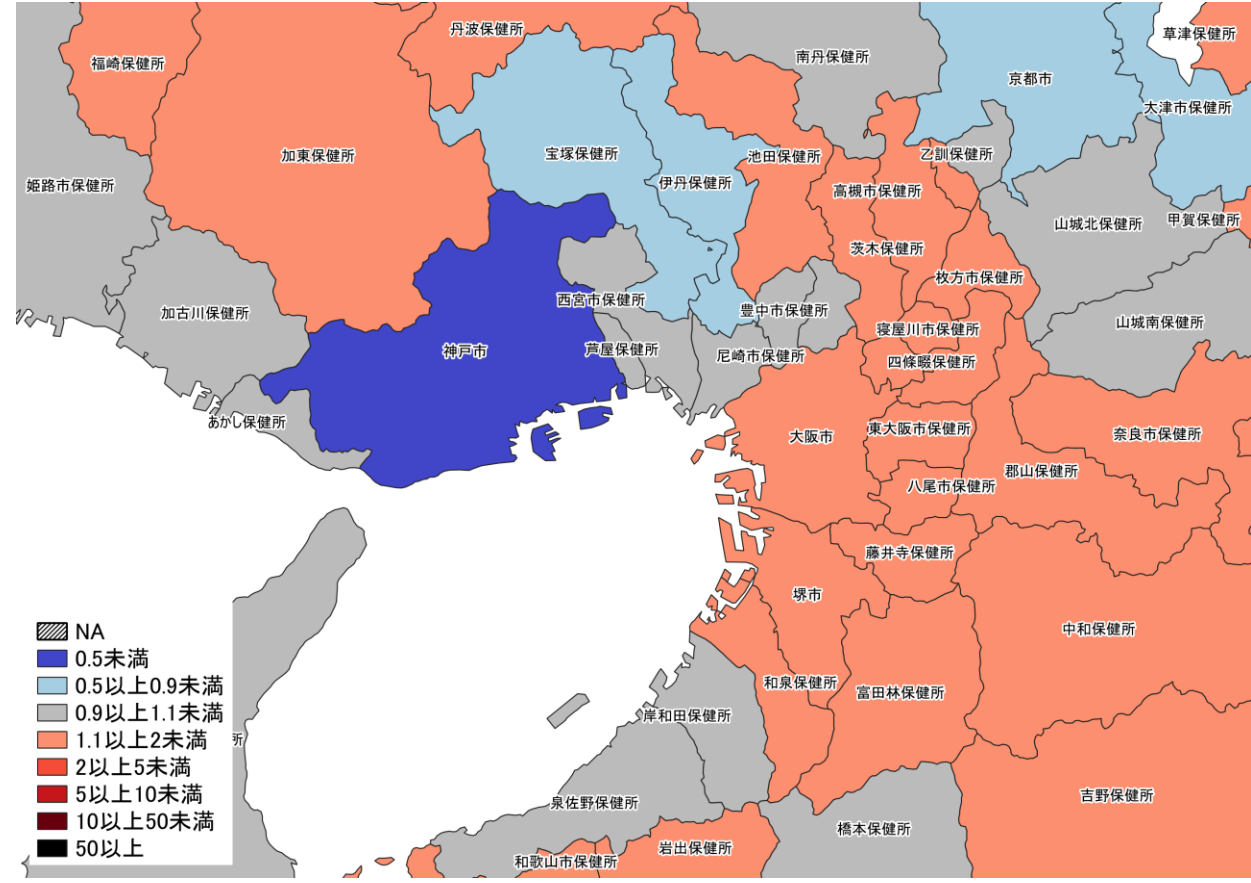 丹波保健所
草津保健所
福崎保健所
南丹保健所
京都市
大津市保健所
加東保健所
宝塚保健所
池田保健所
乙訓保健所
姫路市保健所
伊丹保健所
高槻市保健所
山城北保健所
甲賀保健所
茨木保健所
枚方市保健所
加古川保健所
西宮市保健所
豊中市保健所
寝屋川市保健所
山城南保健所
神戸市
芦屋保健所
尼崎市保健所
四條畷保健所
あかし保健所
大阪市
東大阪市保健所
奈良市保健所
郡山保健所
八尾市保健所
藤井寺保健所
堺市
中和保健所
和泉保健所
富田林保健所
岸和田保健所
所
泉佐野保健所
吉野保健所
橋本保健所
岩出保健所
和歌山市保健所
NA
0.5未満
0.5以上0.9未満
0.9以上1.1未満
1.1以上2未満
2以上5未満
5以上10未満
10以上50未満
50以上